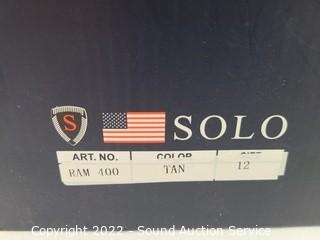 S SOLO
ART. NO. COLOR
RAM 400 TAN 12
Copyright 2022 - Sound Auction Service